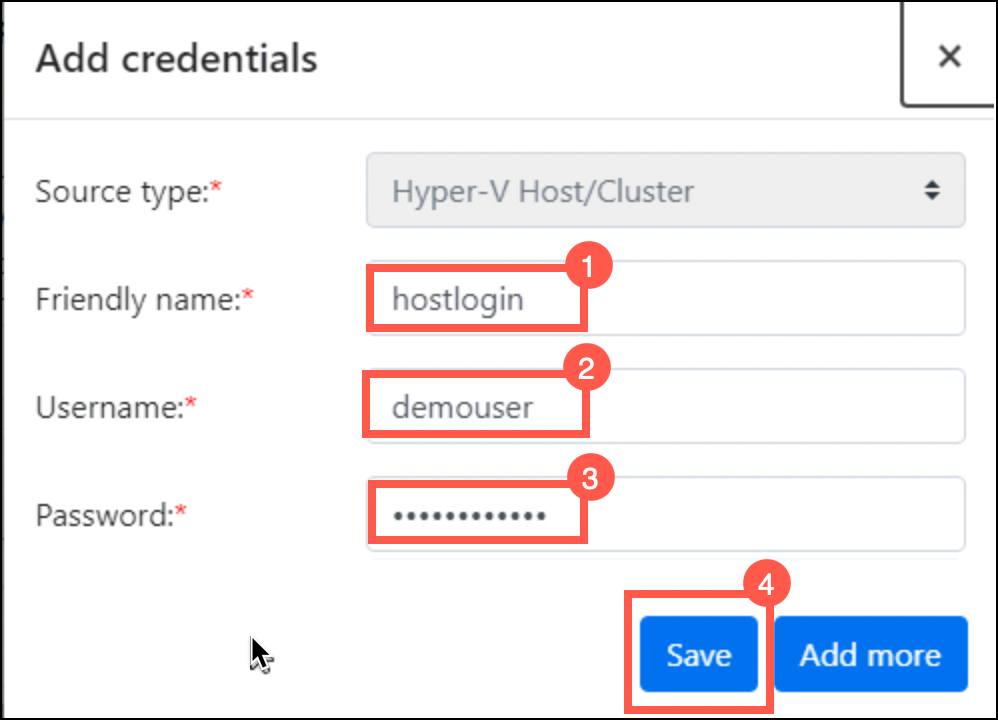 Add credentials ×
Source type:* Hyper-V Host/Cluster
1
Friendly name:* hostlogin
2
Username:* demouser
3
Password:* ••••••••••••
4
Save Add more